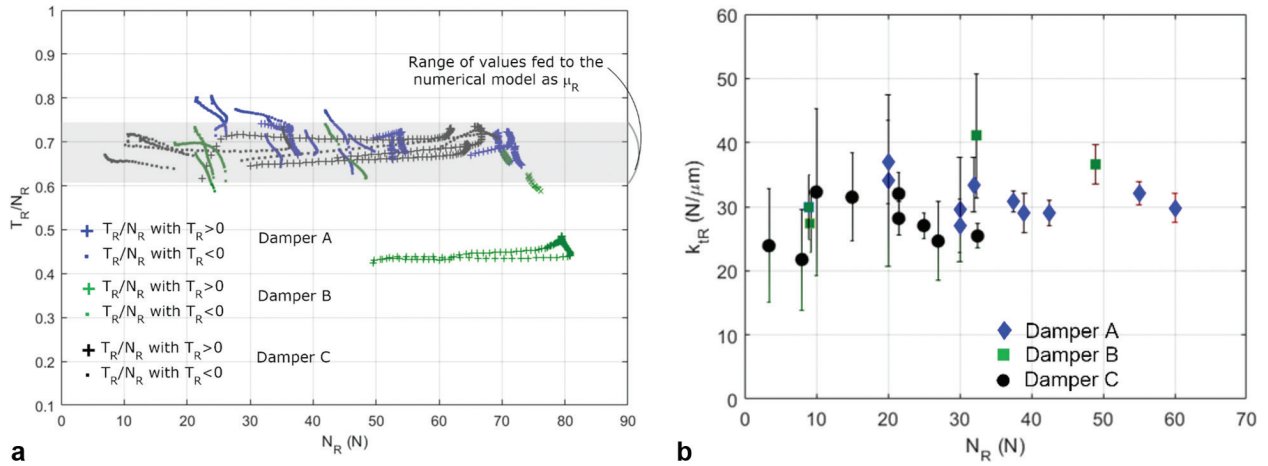 1
0.9
0.8
0.7
0.6
0.5
0.4
0.3
0.2
0.1
T_R/N_R
Range of values fed to the
numerical model as μ_R
T_R/N_R with T_R>0
Damper A
T_R/N_R with T_R<0
T_R/N_R with T_R>0
Damper B
T_R/N_R with T_R<0
T_R/N_R with T_R>0
Damper C
T_R/N_R with T_R<0
0 10 20 30 40 50 60 70 80 90
N_R (N)
a
60
50
40
30
20
10
0
k_tR (N/μm)
Damper A
Damper B
Damper C
0 10 20 30 40 50 60 70
N_R (N)
b